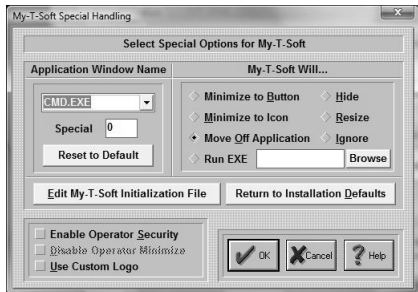 My-T-Soft Special Handling
Select Special Options for My-T-Soft
Application Window Name
My-T-Soft Will...
CMD.EXE
Special 0
Reset to Default
Minimize to Button
Hide
Minimize to Icon
Resize
Move Off Application
Ignore
Run EXE
Browse
Edit My-T-Soft Initialization File
Return to Installation Defaults
Enable Operator Security
Disable Operator Minimize
Use Custom Logo
OK
Cancel
Help